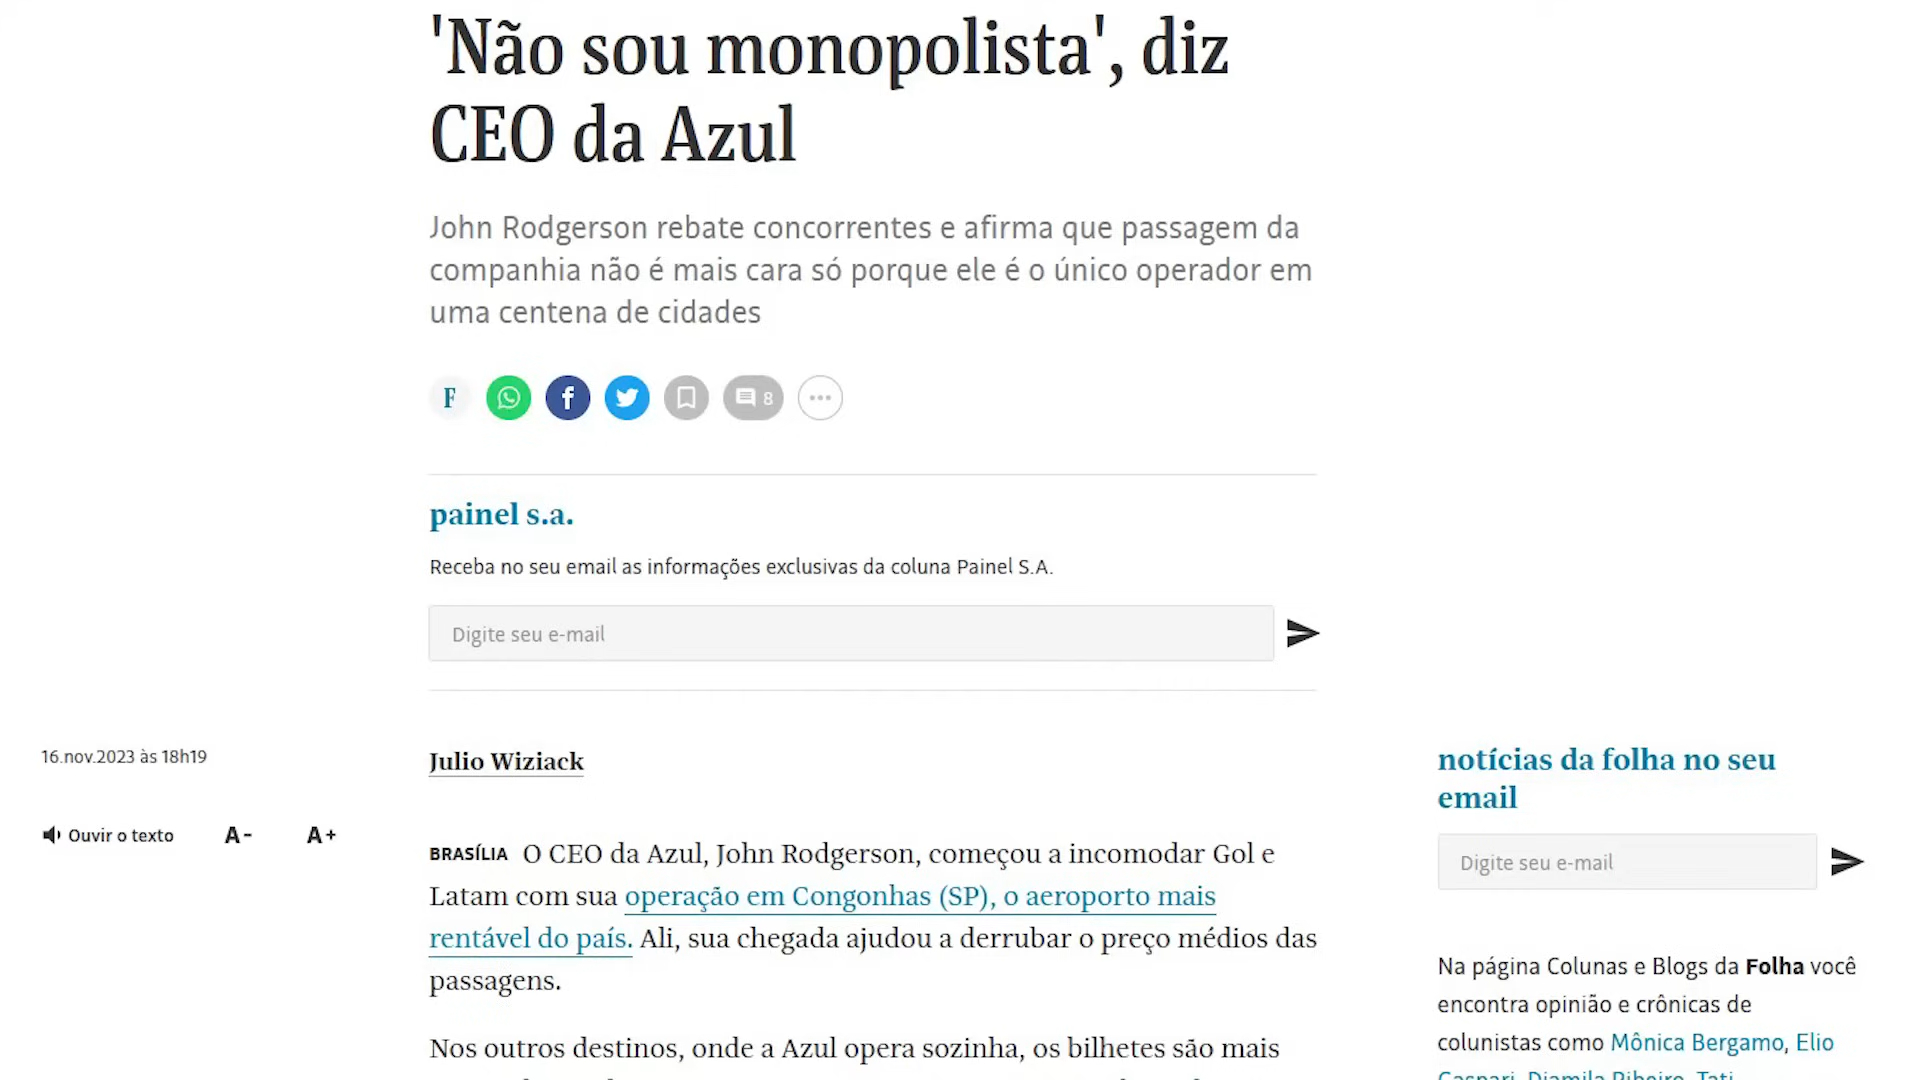 'Não sou monopolista', diz
CEO da Azul
John Rodgerson rebate concorrentes e afirma que passagem da
companhia não é mais cara só porque ele é o único operador em
uma centena de cidades
F
8
painel s.a.
Receba no seu email as informações exclusivas da coluna Painel S.A.
Digite seu e-mail
16.nov.2023 às 18h19
Ouvir o texto A- A+
Julio Wiziack
BRASÍLIA O CEO da Azul, John Rodgerson, começou a incomodar Gol e
Latam com sua operação em Congonhas (SP), o aeroporto mais
rentável do país. Ali, sua chegada ajudou a derrubar o preço médios das
passagens.
Nos outros destinos, onde a Azul opera sozinha, os bilhetes são mais
notícias da folha no seu
email
Digite seu e-mail
Na página Colunas e Blogs da Folha você
encontra opinião e crônicas de
colunistas como Mônica Bergamo, Elio
Gaspari, Djamila Ribeiro, Tati